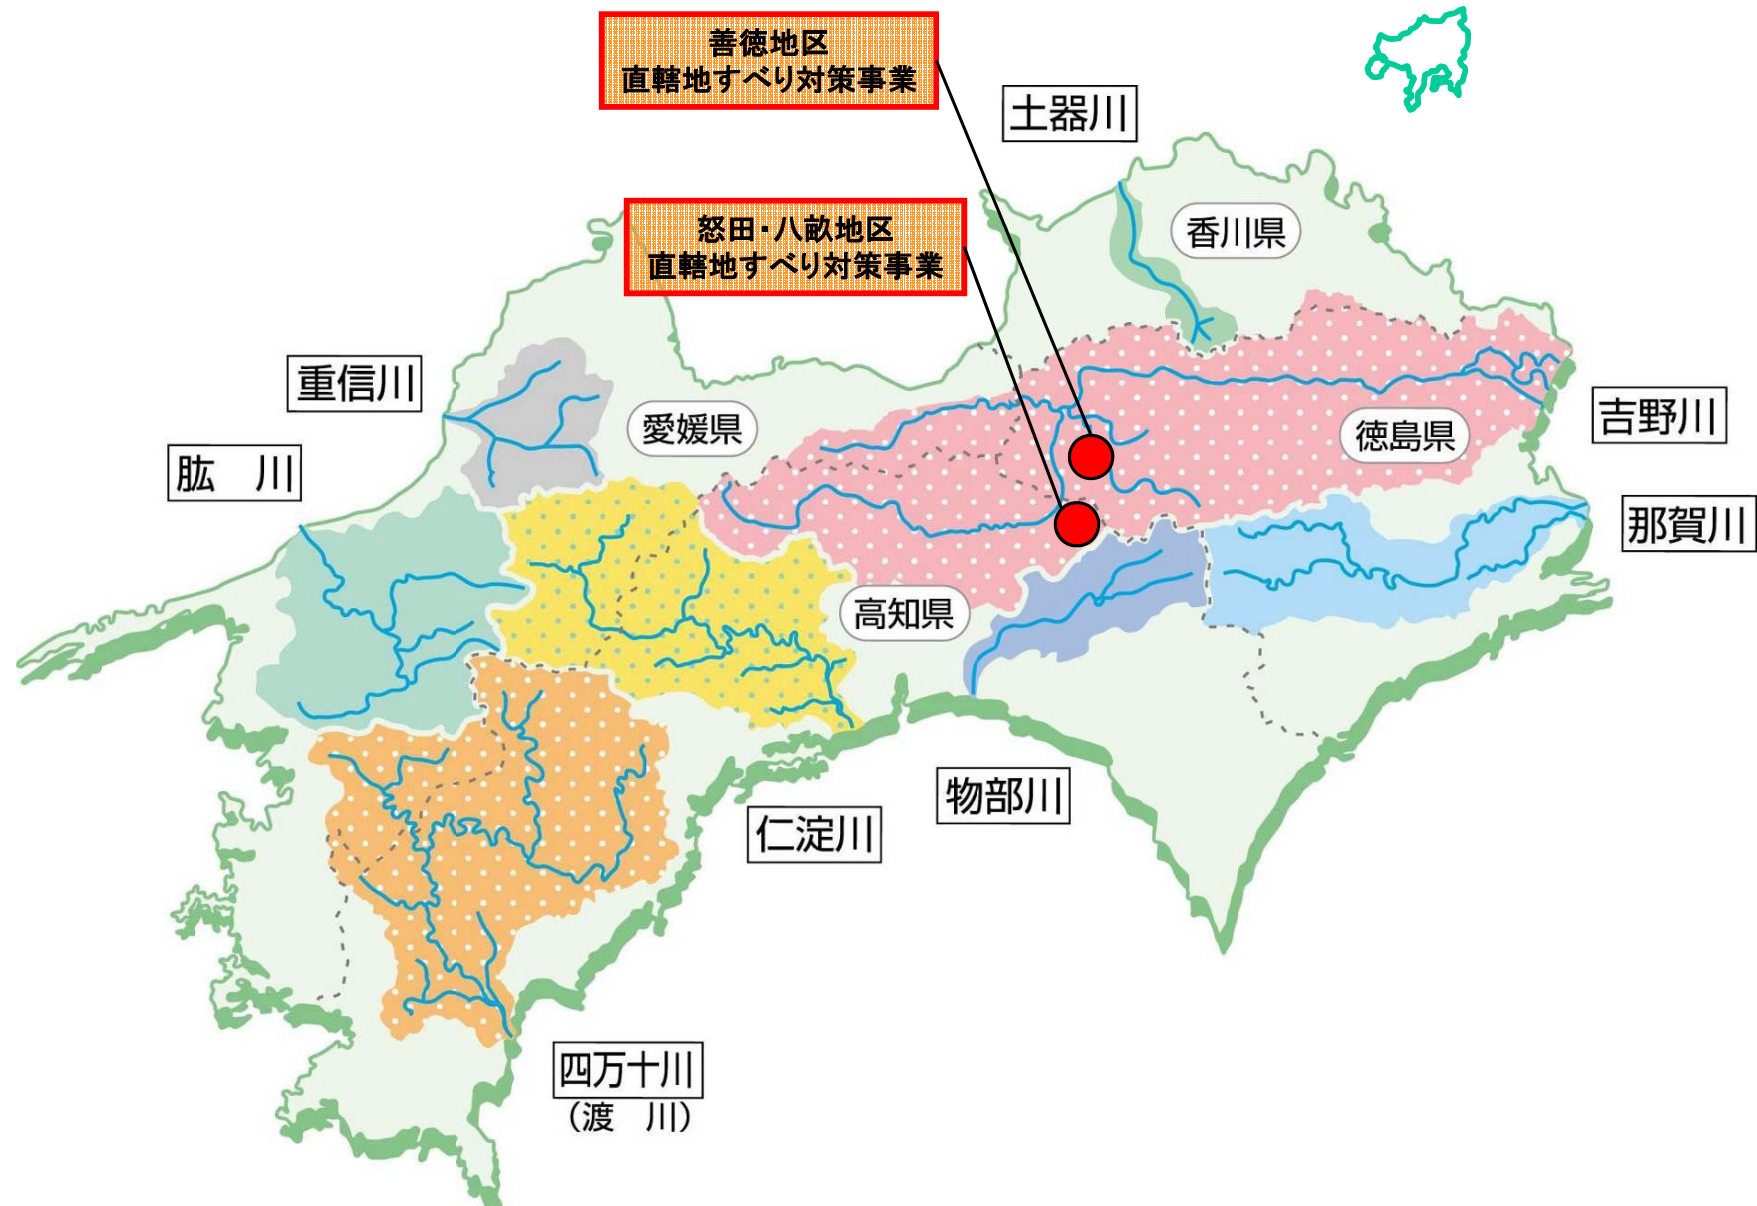 善徳地区
直轄地すべり対策事業
土器川
怒田・八畝地区
直轄地すべり対策事業
香川県
重信川
愛媛県
徳島県
吉野川
肱　川
那賀川
高知県
物部川
仁淀川
四万十川
（渡　川）